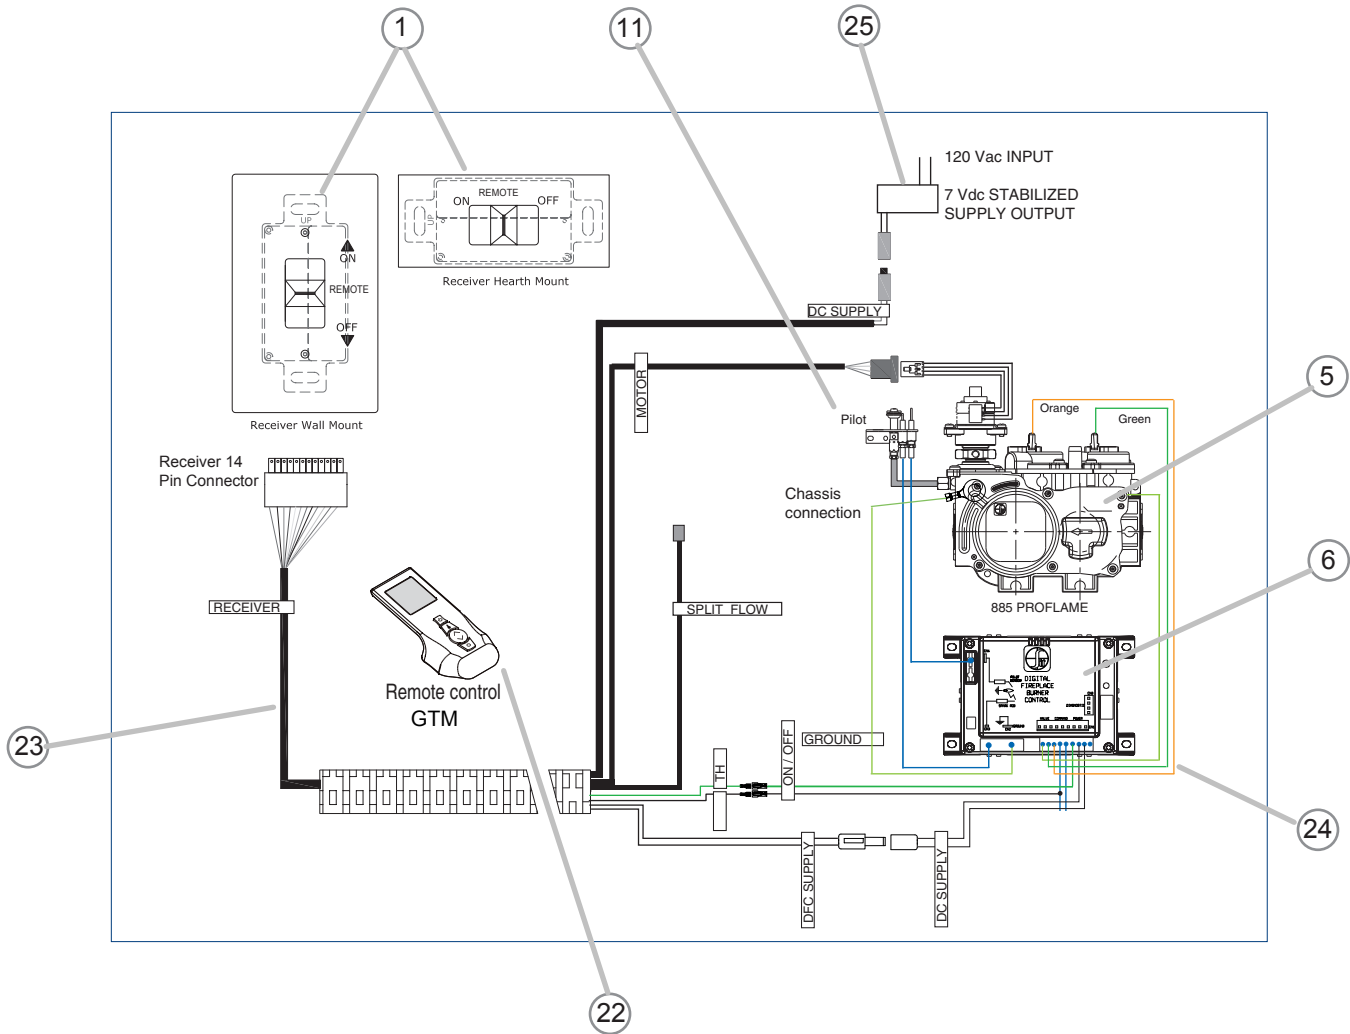 1
11
25
120 Vac INPUT
7 Vdc STABILIZED
SUPPLY OUTPUT
UP
ON
REMOTE
OFF
Receiver Wall Mount
REMOTE
ON
OFF
UP
Receiver Hearth Mount
DC SUPPLY
MOTOR
Pilot
Orange
Green
5
Receiver 14
Pin Connector
Chassis
connection
885 PROFLAME
6
RECEIVER
SPLIT FLOW
Remote control
GTM
DIGITAL
FIREPLACE
BURNER
CONTROL
23
TH
ON / OFF
GROUND
24
DFC SUPPLY
DC SUPPLY
22